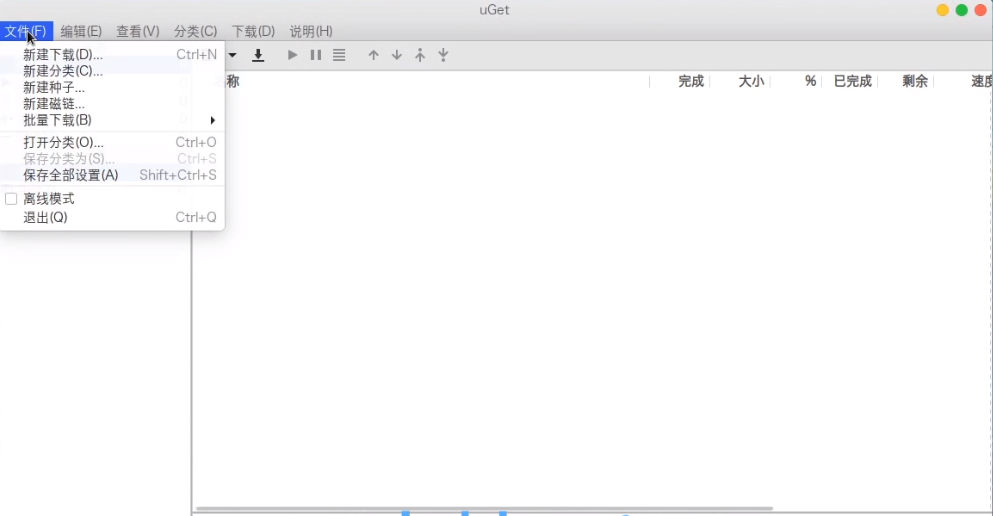 uGet
文件(F) 编辑(E) 查看(V) 分类(C) 下载(D) 说明(H)
新建下载(D)... Ctrl+N
新建分类(C)...
新建种子...
新建磁链...
批量下载(B)
打开分类(O)... Ctrl+O
保存分类为(S)... Ctrl+S
保存全部设置(A) Shift+Ctrl+S
离线模式
退出(Q) Ctrl+Q
称 完成 大小 % 已完成 剩余 速度